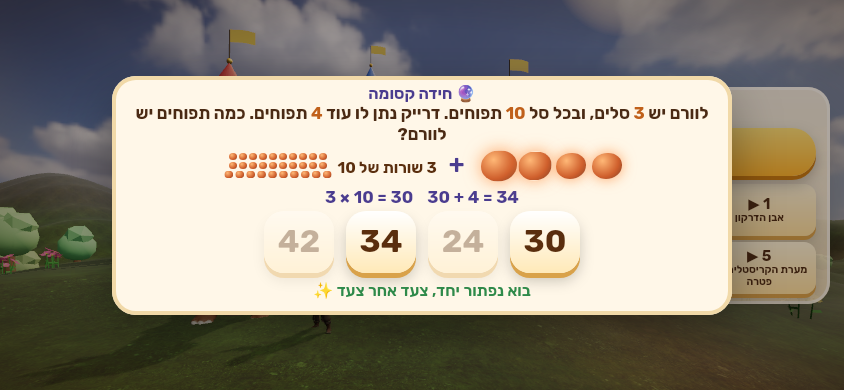 🔮 חידה קסומה
לוורם יש 3 סלים, ובכל סל 10 תפוחים. דרייק נתן לו עוד 4 תפוחים. כמה תפוחים יש
לוורם?
+ 3 שורות של 10
3 × 10 = 30   30 + 4 = 34
42 34 24 30
בוא נפתור יחד, צעד אחר צעד ✨
▶ 1
אבן הדרקון
▶ 5
מערת הקריסטלים
פטרה